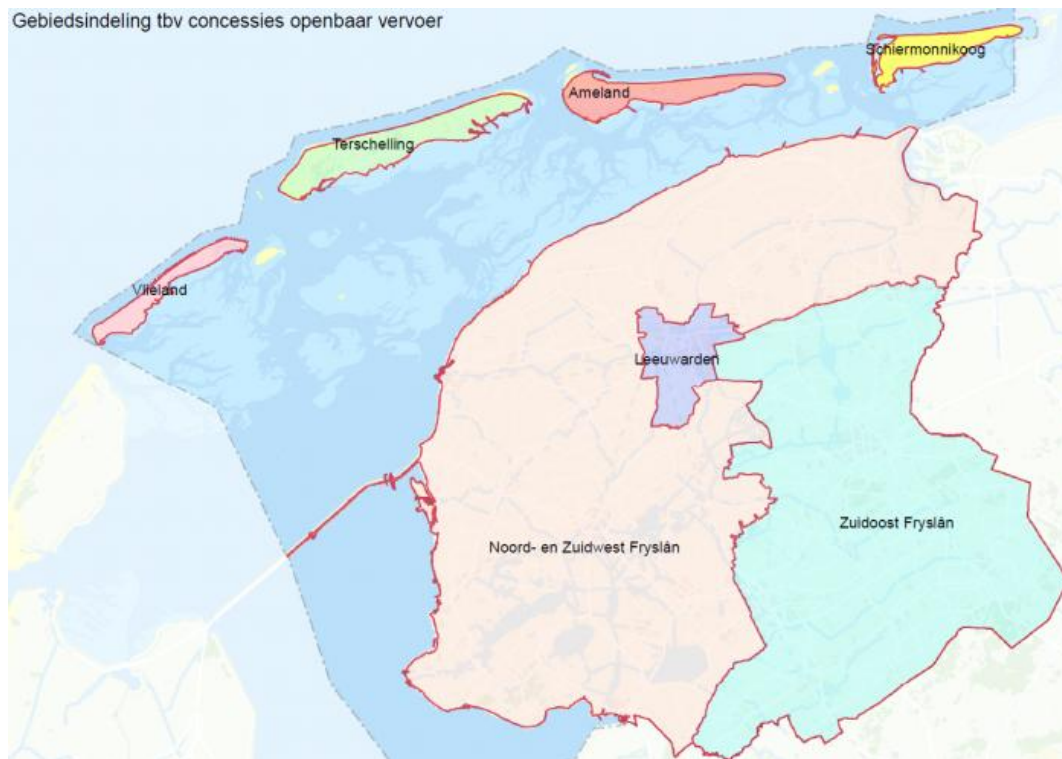 Gebiedsindeling tbv concessies openbaar vervoer
Schiermonnikoog
Ameland
Terschelling
Vlieland
Leeuwarden
Zuidoost Fryslân
Noord- en Zuidwest Fryslân